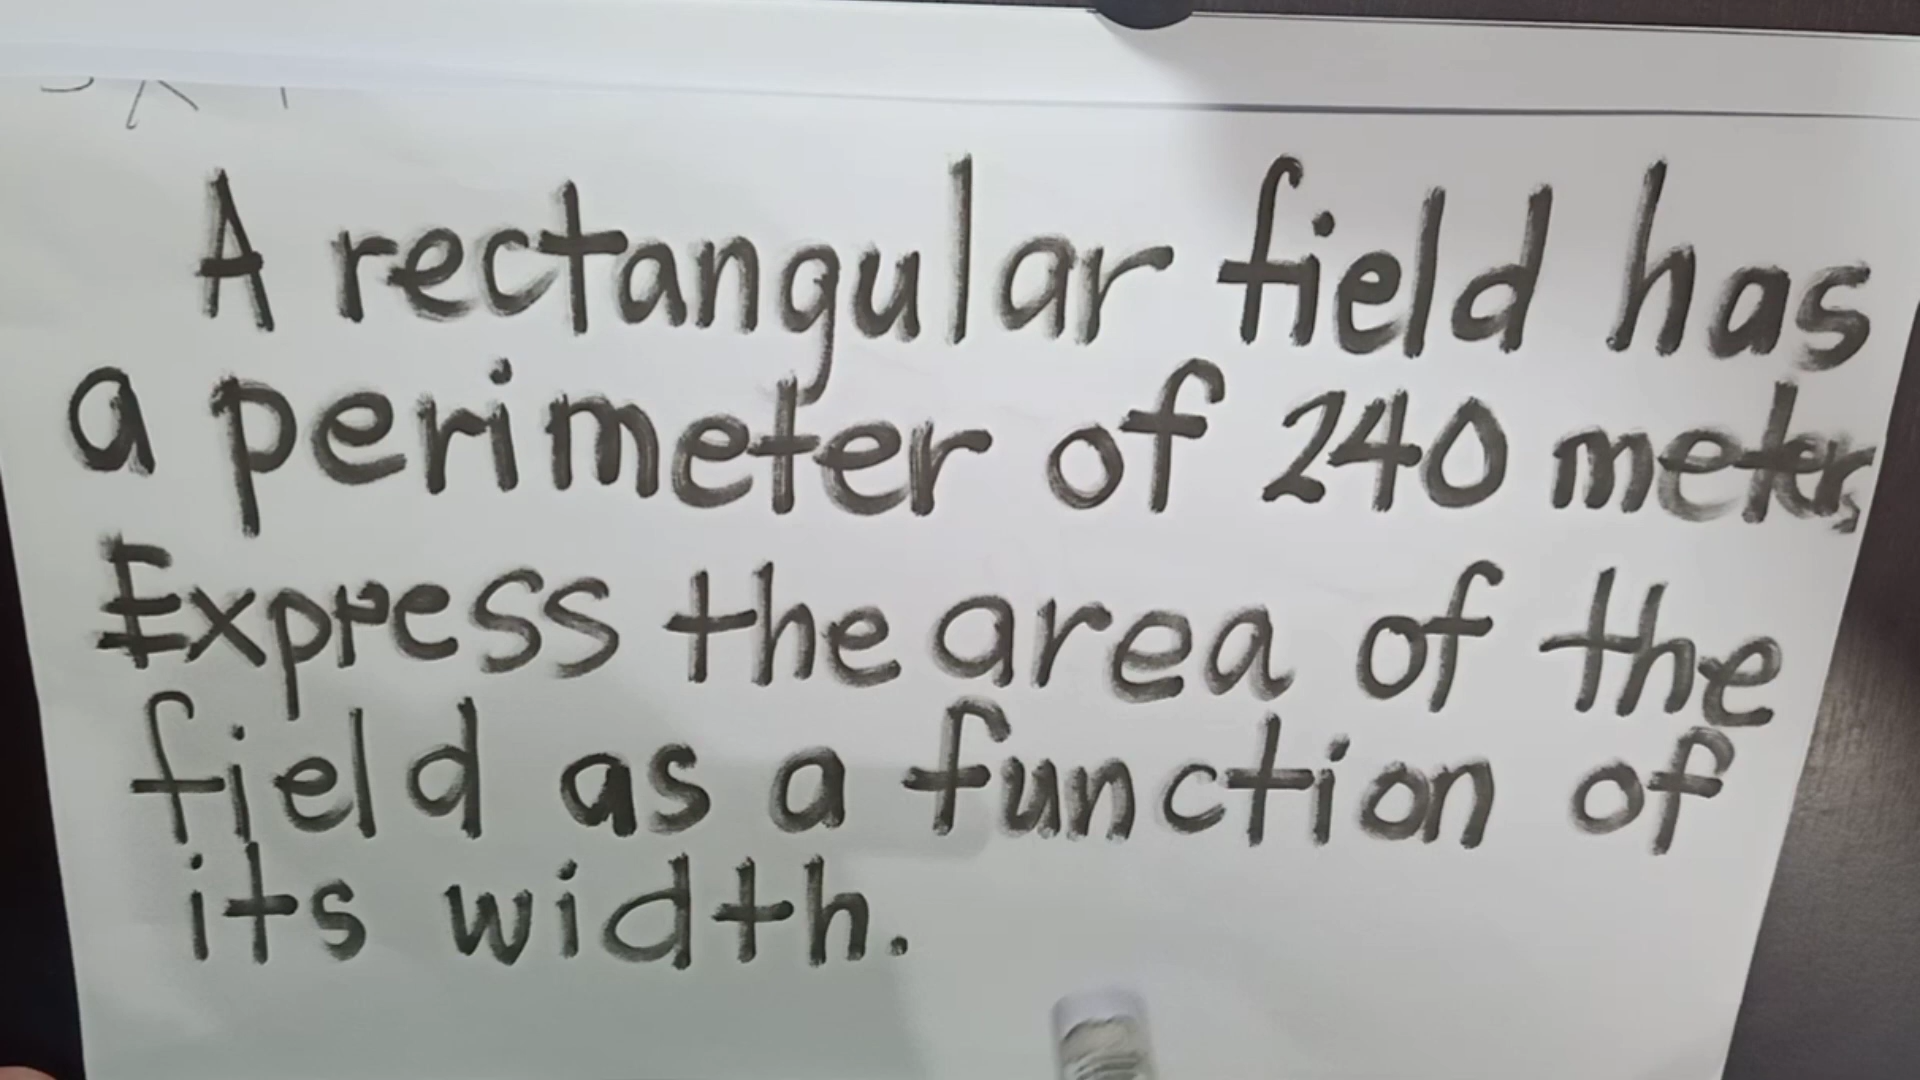 A rectangular field has
a perimeter of 240 meters
Express the area of the
field as a function of
its width.